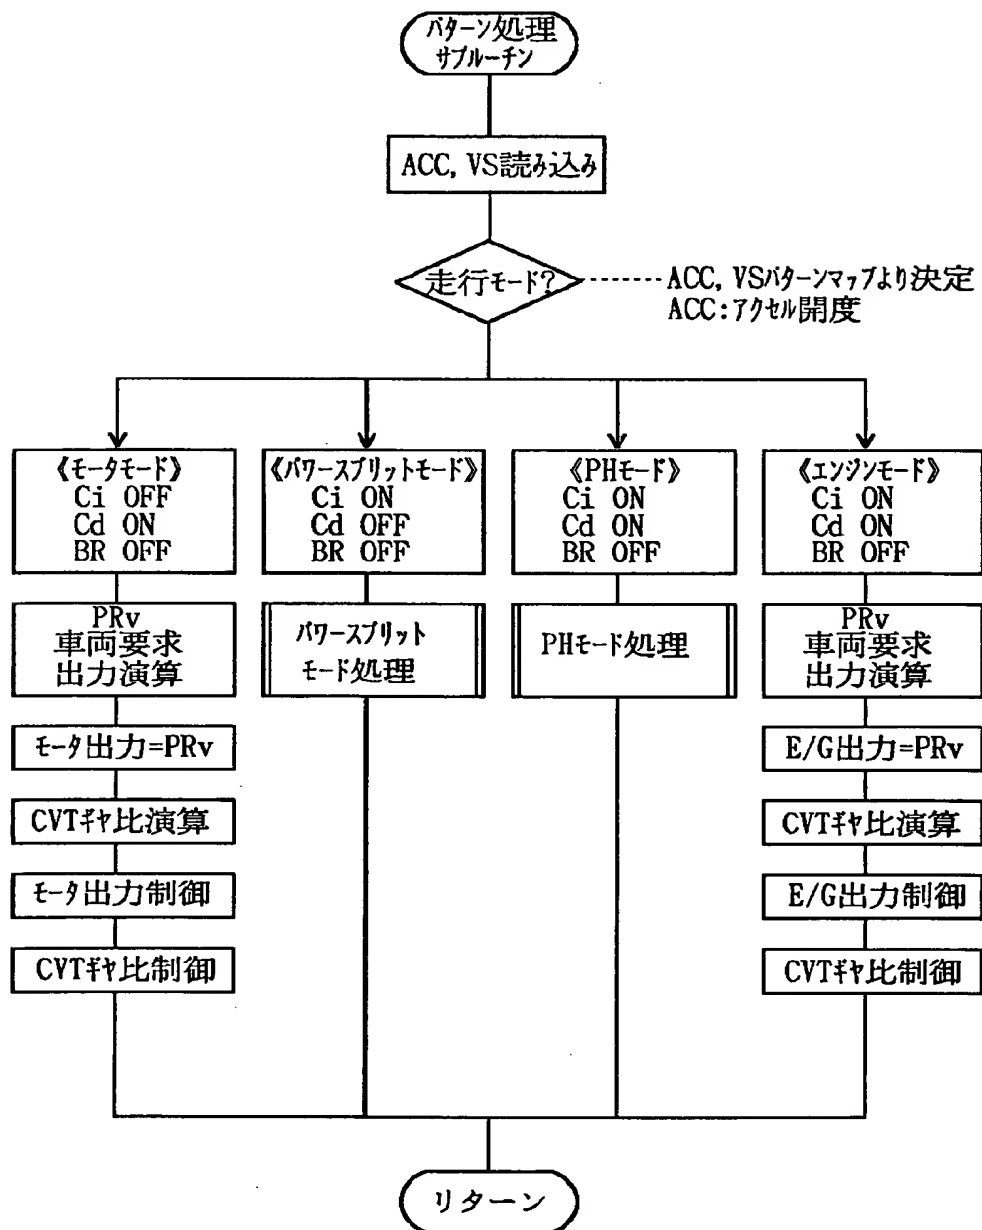 パターン処理
サブルーチン
ACC, VS読み込み
走行モード?
ACC, VSパターンマップより決定
ACC:アクセル開度
《モータモード》
Ci OFF
Cd ON
BR OFF
PRv
車両要求
出力演算
モータ出力=PRv
CVTギヤ比演算
モータ出力制御
CVTギヤ比制御
《パワースプリットモード》
Ci ON
Cd OFF
BR OFF
パワースプリット
モード処理
《PHモード》
Ci ON
Cd ON
BR OFF
PHモード処理
《エンジンモード》
Ci ON
Cd ON
BR OFF
PRv
車両要求
出力演算
E/G出力=PRv
CVTギヤ比演算
E/G出力制御
CVTギヤ比制御
リターン